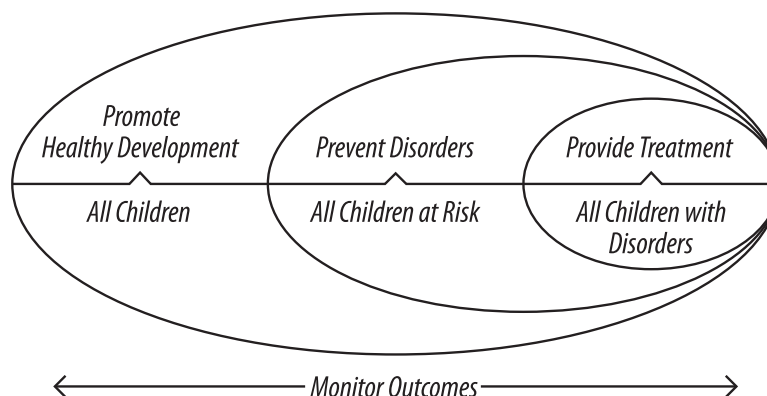 Promote
Healthy Development
All Children
Prevent Disorders
All Children at Risk
Provide Treatment
All Children with
Disorders
Monitor Outcomes